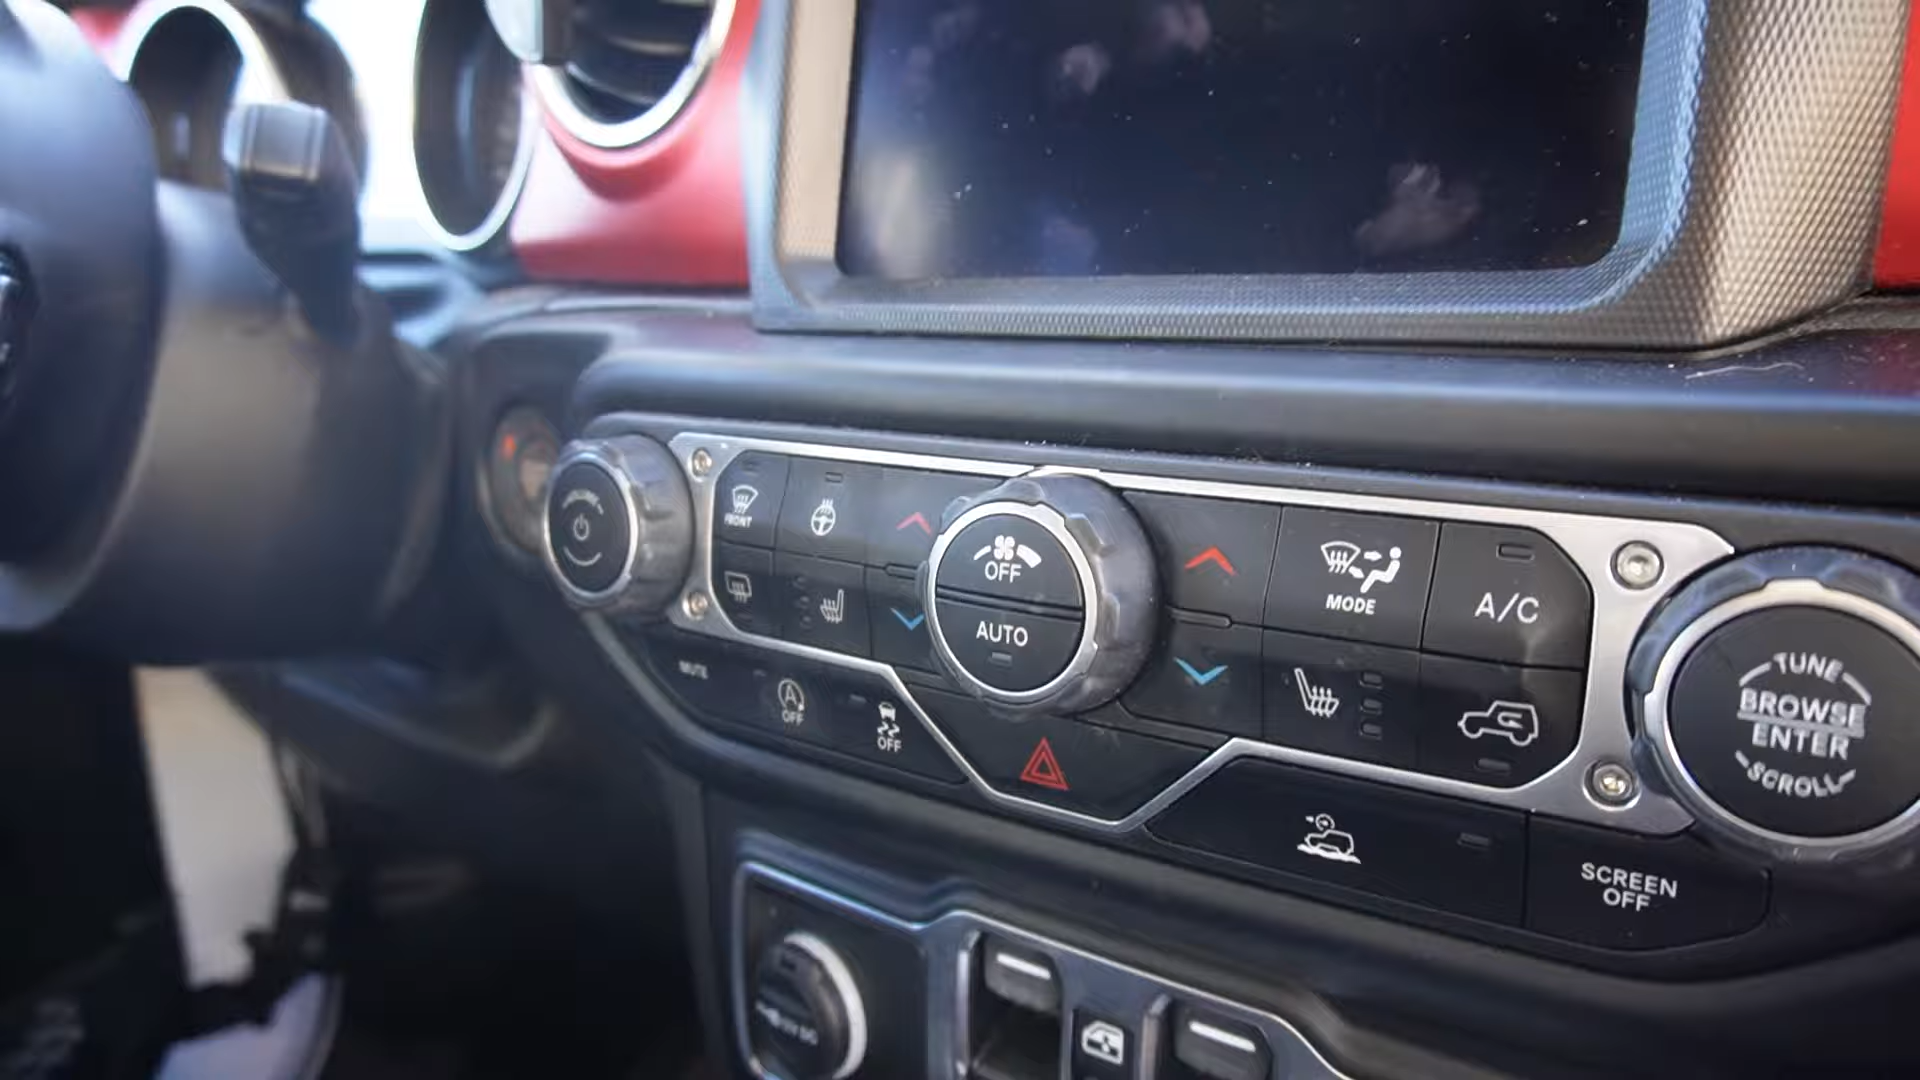 FRONT
OFF
AUTO
MODE
A/C
MUTE
A
OFF
OFF
TUNE
BROWSE
ENTER
SCROLL
SCREEN
OFF